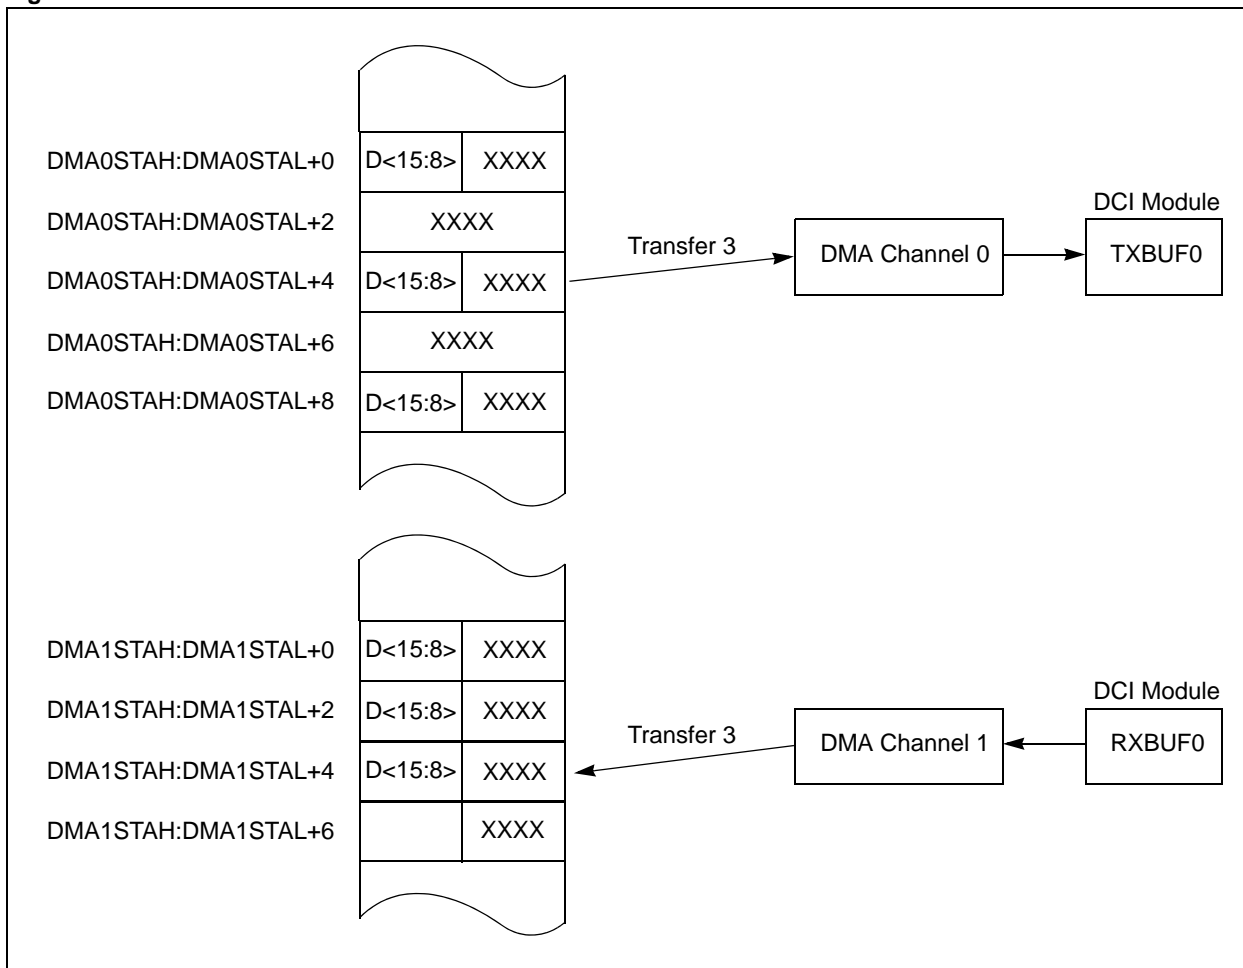 DMA0STAH:DMA0STAL+0 D<15:8> XXXX
DCI Module
DMA0STAH:DMA0STAL+2 XXXX
Transfer 3 DMA Channel 0 TXBUF0
DMA0STAH:DMA0STAL+4 D<15:8> XXXX
DMA0STAH:DMA0STAL+6 XXXX
DMA0STAH:DMA0STAL+8 D<15:8> XXXX
DMA1STAH:DMA1STAL+0 D<15:8> XXXX
DCI Module
DMA1STAH:DMA1STAL+2 D<15:8> XXXX
Transfer 3 DMA Channel 1 RXBUF0
DMA1STAH:DMA1STAL+4 D<15:8> XXXX
DMA1STAH:DMA1STAL+6 XXXX